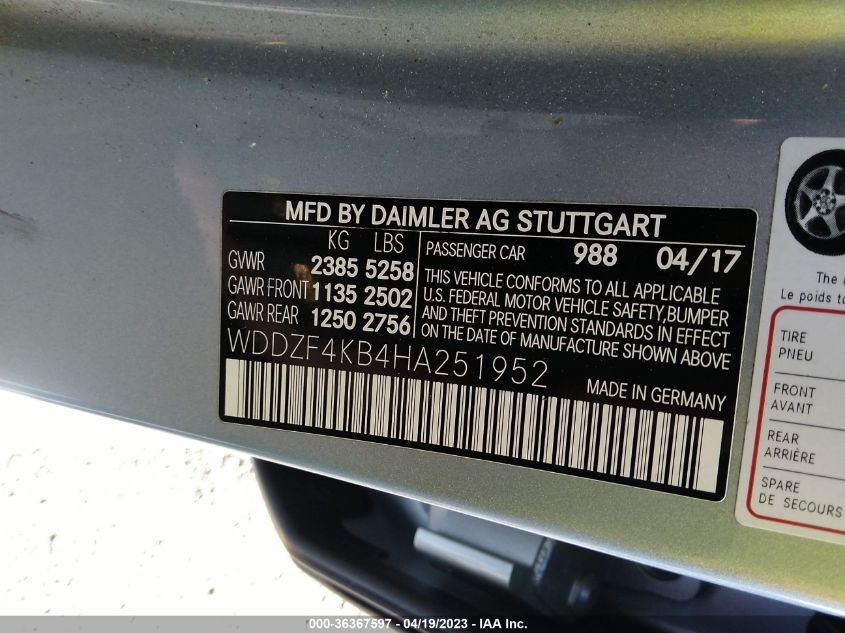 MFD BY DAIMLER AG STUTTGART
KG LBS
GVWR 2385 5258
GAWR FRONT 1135 2502
GAWR REAR 1250 2756
PASSENGER CAR 988 04/17
THIS VEHICLE CONFORMS TO ALL APPLICABLE
U.S. FEDERAL MOTOR VEHICLE SAFETY,BUMPER
AND THEFT PREVENTION STANDARDS IN EFFECT
ON THE DATE OF MANUFACTURE SHOWN ABOVE
WDDZF4KB4HA251952
MADE IN GERMANY
The
Le poids to
TIRE
PNEU
FRONT
AVANT
REAR
ARRIÈRE
SPARE
DE SECOURS
000-36367597 - 04/19/2023 - IAA Inc.